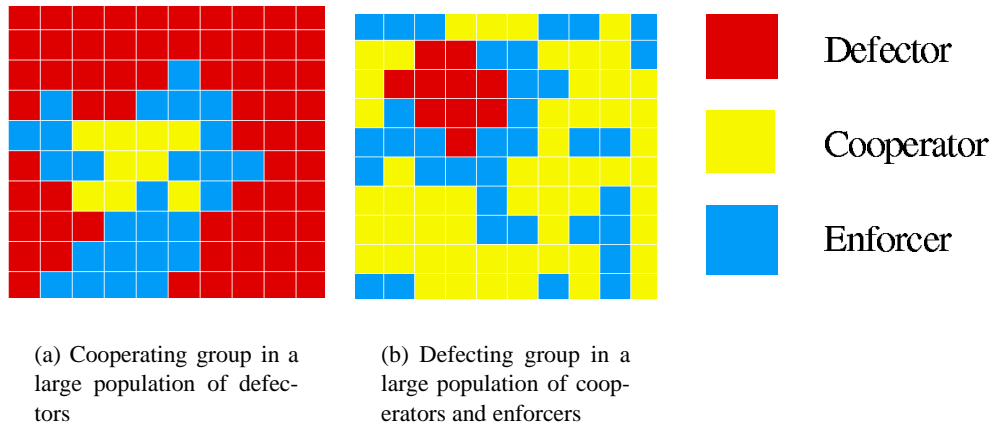 Defector
Cooperator
Enforcer
(a) Cooperating group in a
large population of defec-
tors
(b) Defecting group in a
large population of coop-
erators and enforcers